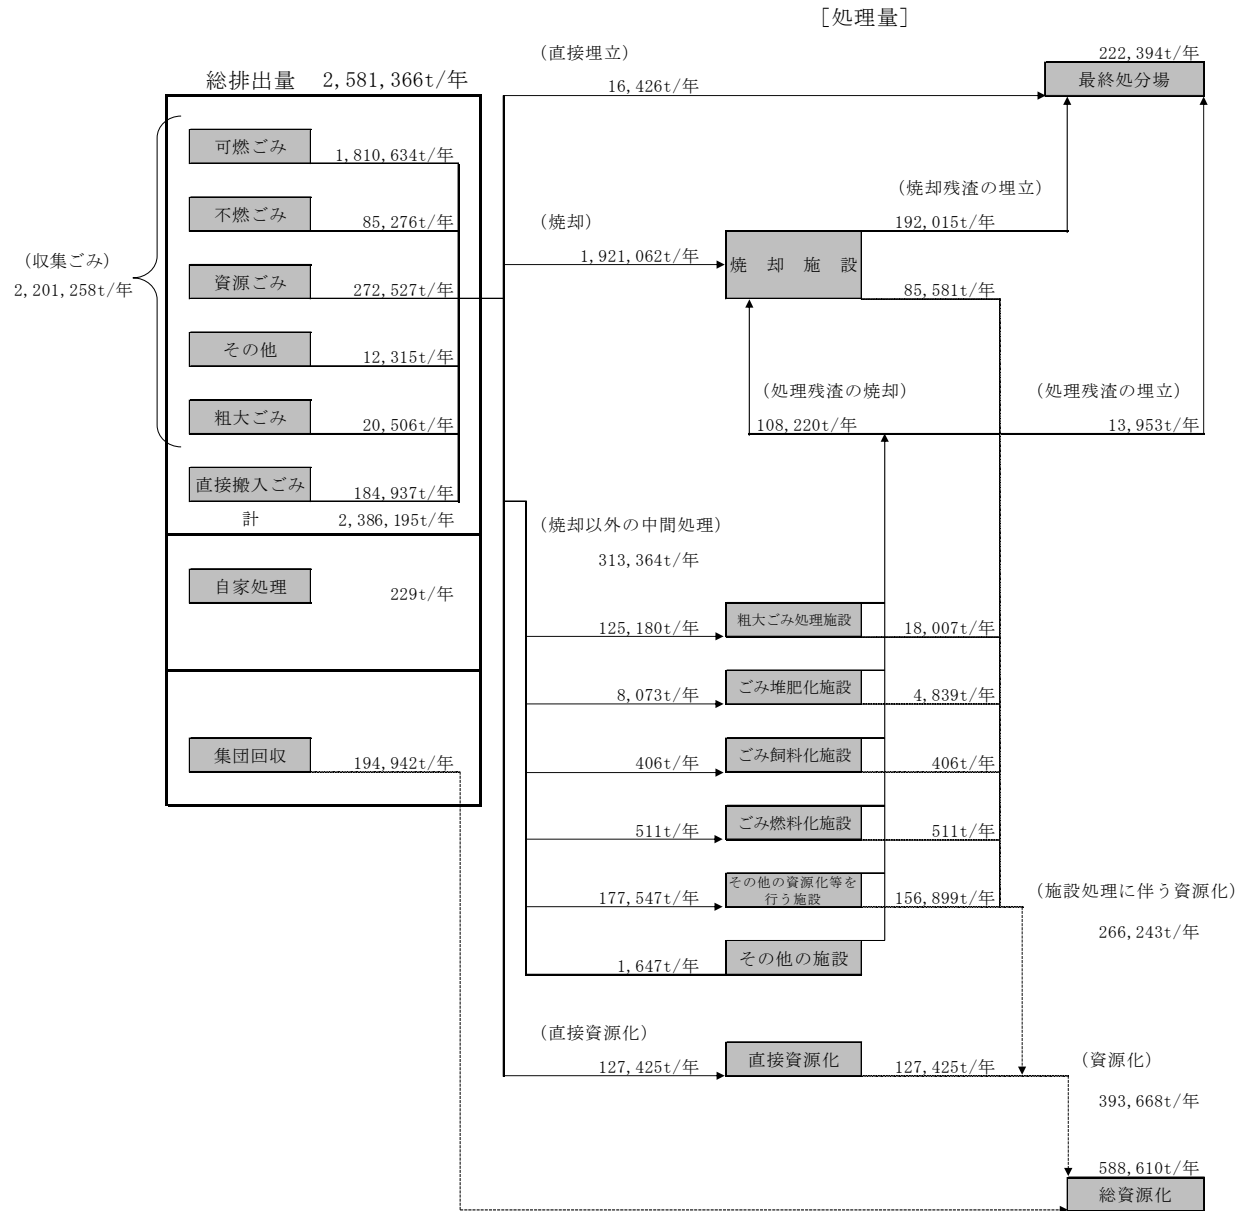 ［処理量］
総排出量 2,581,366t/年
可燃ごみ 1,810,634t/年
不燃ごみ 85,276t/年
（収集ごみ）
2,201,258t/年
資源ごみ 272,527t/年
その他 12,315t/年
粗大ごみ 20,506t/年
直接搬入ごみ 184,937t/年
計 2,386,195t/年
自家処理 229t/年
集団回収 194,942t/年
（直接埋立）
16,426t/年
222,394t/年
最終処分場
（焼却）
1,921,062t/年
焼却施設
（焼却残渣の埋立）
192,015t/年
85,581t/年
（処理残渣の焼却）
108,220t/年
（処理残渣の埋立）
13,953t/年
（焼却以外の中間処理）
313,364t/年
125,180t/年 粗大ごみ処理施設 18,007t/年
8,073t/年 ごみ堆肥化施設 4,839t/年
406t/年 ごみ飼料化施設 406t/年
511t/年 ごみ燃料化施設 511t/年
177,547t/年 その他の資源化等を
行う施設 156,899t/年
（施設処理に伴う資源化）
266,243t/年
1,647t/年 その他の施設
（直接資源化）
127,425t/年 直接資源化 127,425t/年
（資源化）
393,668t/年
588,610t/年
総資源化